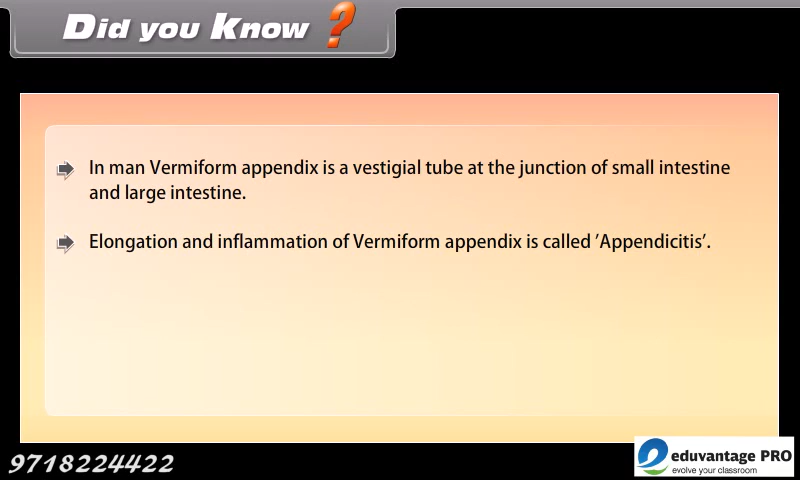 Did you Know ?
In man Vermiform appendix is a vestigial tube at the junction of small intestine
and large intestine.
Elongation and inflammation of Vermiform appendix is called ’Appendicitis’.
9718224422
eduvantage PRO
evolve your classroom